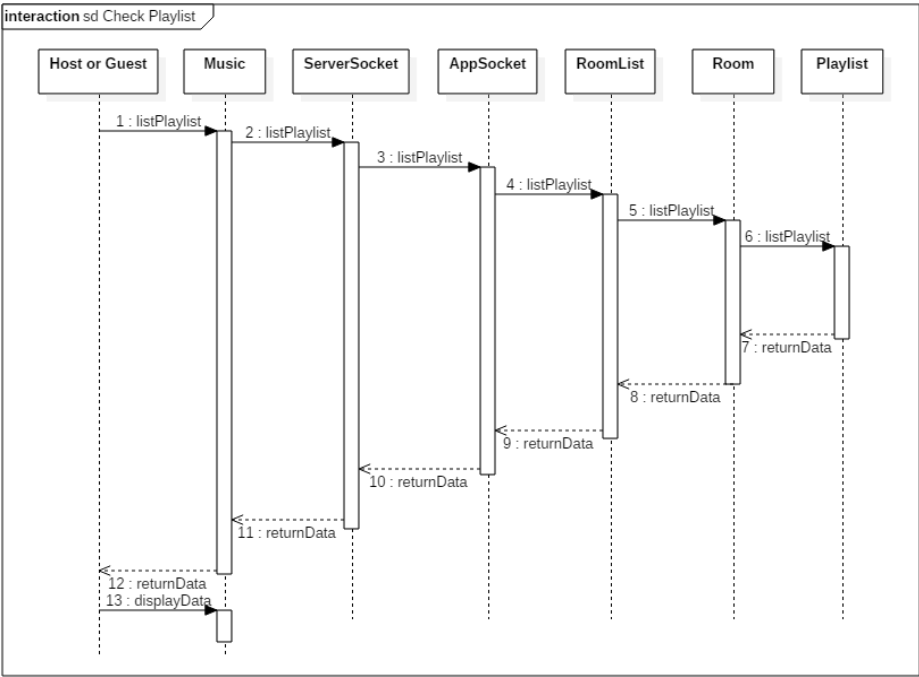 interaction sd Check Playlist
Host or Guest
Music
ServerSocket
AppSocket
RoomList
Room
Playlist
1 : listPlaylist
2 : listPlaylist
3 : listPlaylist
4 : listPlaylist
5 : listPlaylist
6 : listPlaylist
7 : returnData
8 : returnData
9 : returnData
10 : returnData
11 : returnData
12 : returnData
13 : displayData